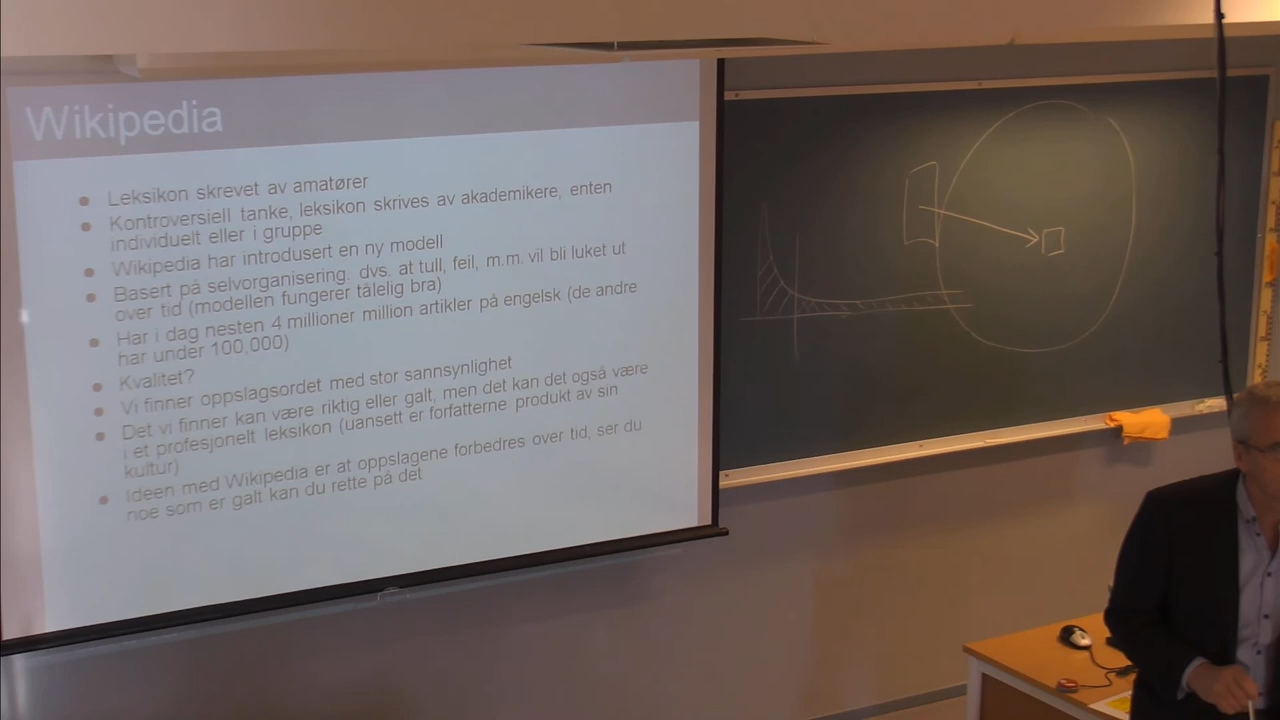 Wikipedia
Leksikon skrevet av amatører
Kontroversiell tanke, leksikon skrives av akademikere, enten
individuelt eller i gruppe
Wikipedia har introdusert en ny modell
Basert på selvorganisering. dvs. at tull, feil, m.m. vil bli luket ut
over tid (modellen fungerer tålelig bra)
Har i dag nesten 4 millioner million artikler på engelsk (de andre
har under 100,000)
Kvalitet?
Vi finner oppslagsordet med stor sannsynlighet
Det vi finner kan være riktig eller galt, men det kan det også være
i et profesjonelt leksikon (uansett er forfatterne produkt av sin
kultur)
Ideen med Wikipedia er at oppslagene forbedres over tid, ser du
noe som er galt kan du rette på det